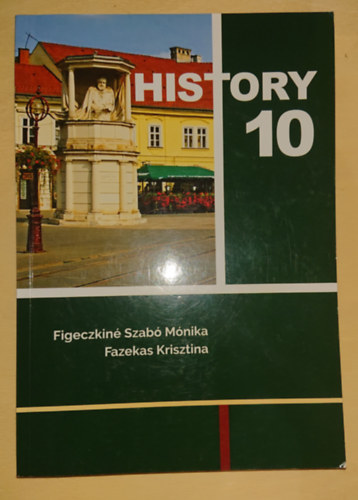 HISTORY
10
Figeczkiné Szabó Mónika
Fazekas Krisztina